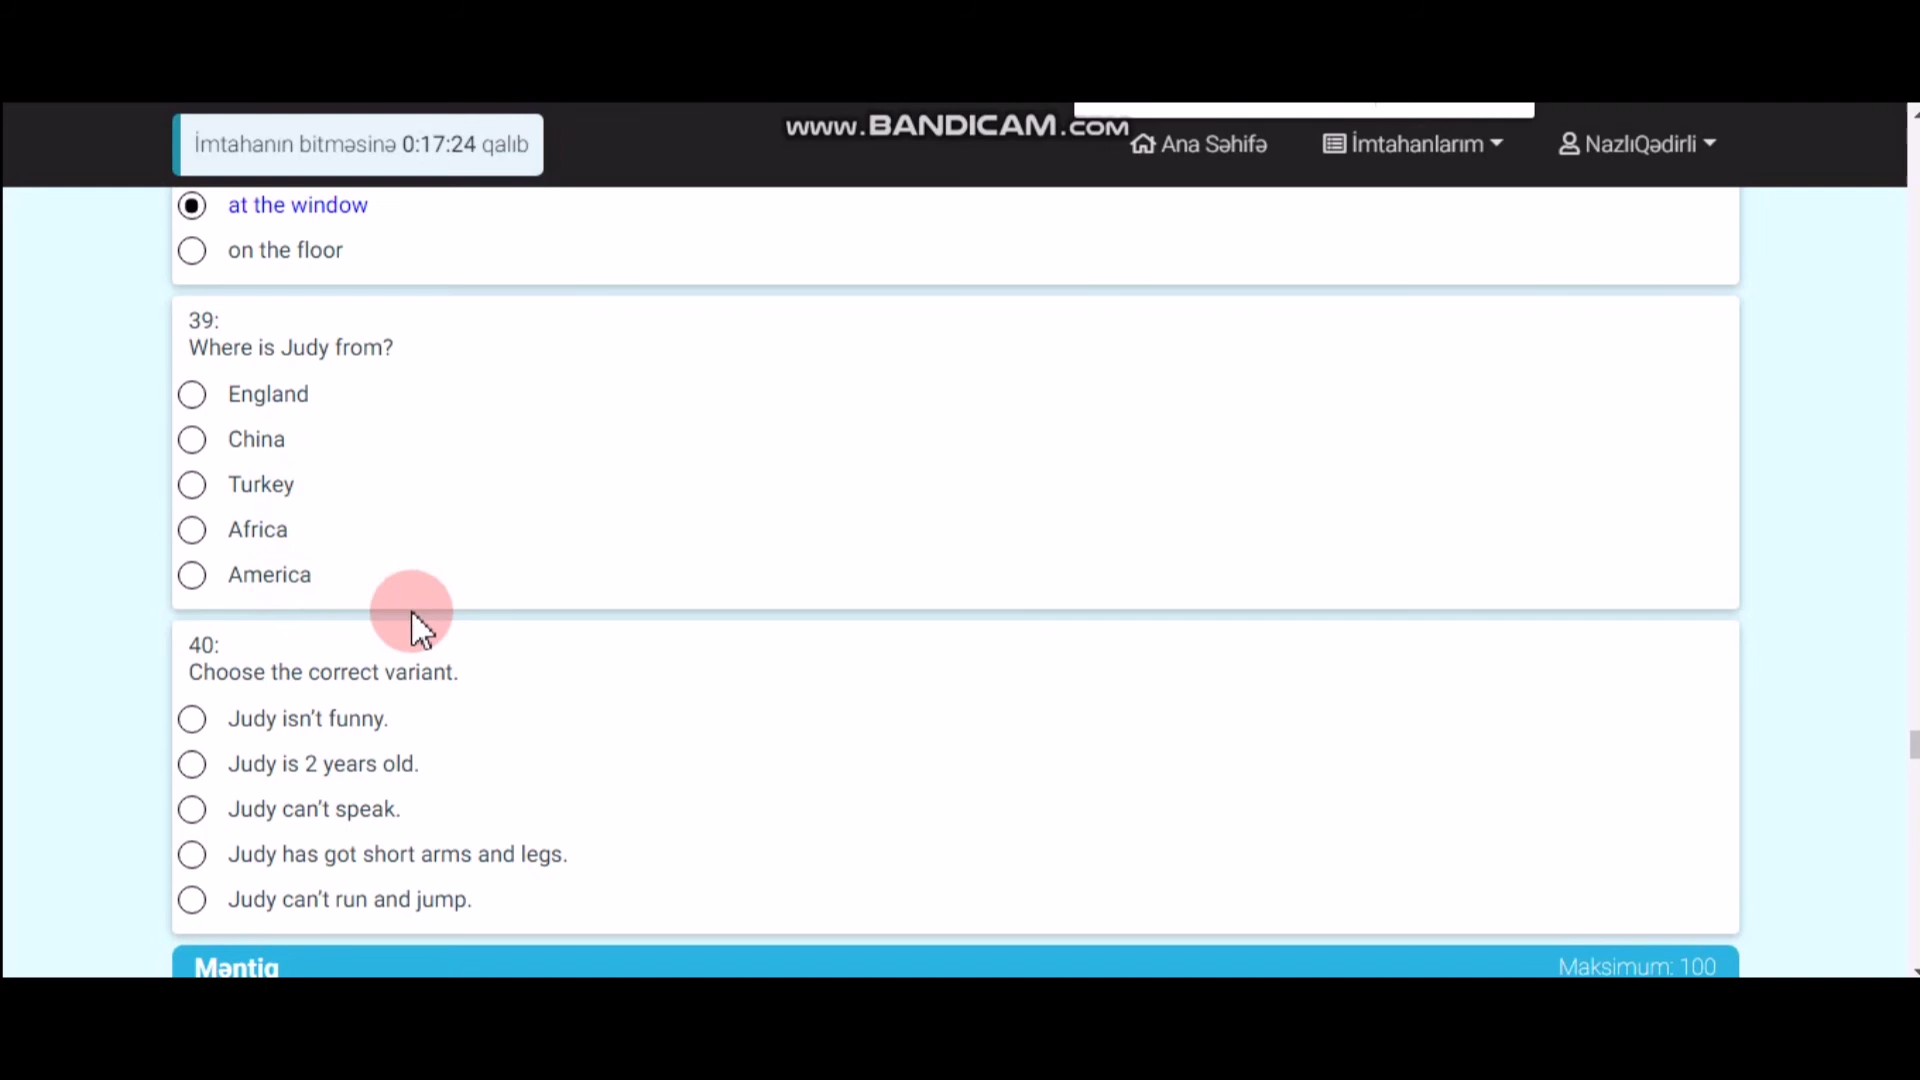 www.BANDICAM.COM
İmtahanın bitməsinə 0:17:24 qalıb
Ana Səhifə
İmtahanlarım
NazlıQədirli
at the window
on the floor
39:
Where is Judy from?
England
China
Turkey
Africa
America
40:
Choose the correct variant.
Judy isn't funny.
Judy is 2 years old.
Judy can't speak.
Judy has got short arms and legs.
Judy can't run and jump.
Məntiq
Maksimum: 100